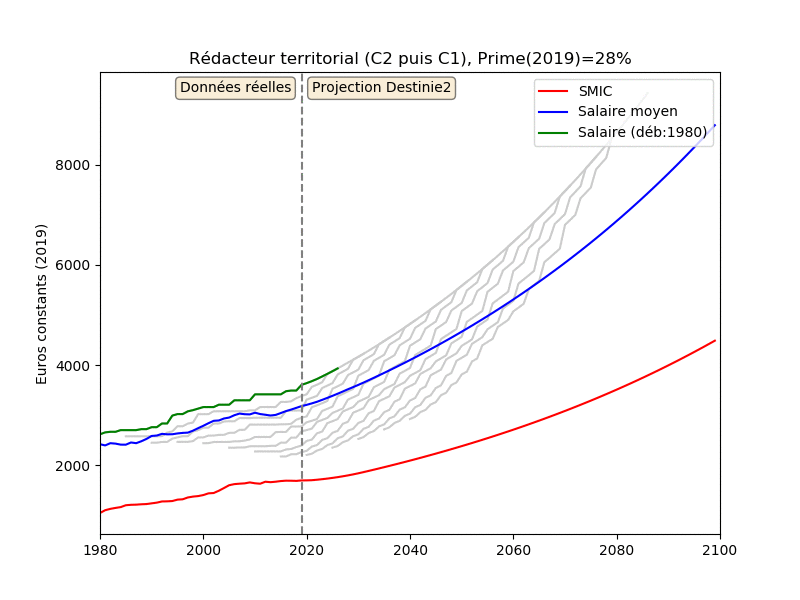 Rédacteur territorial (C2 puis C1), Prime(2019)=28%
Données réelles
Projection Destinie2
SMIC
Salaire moyen
Salaire (déb:1980)
Euros constants (2019)
8000
6000
4000
2000
1980
2000
2020
2040
2060
2080
2100